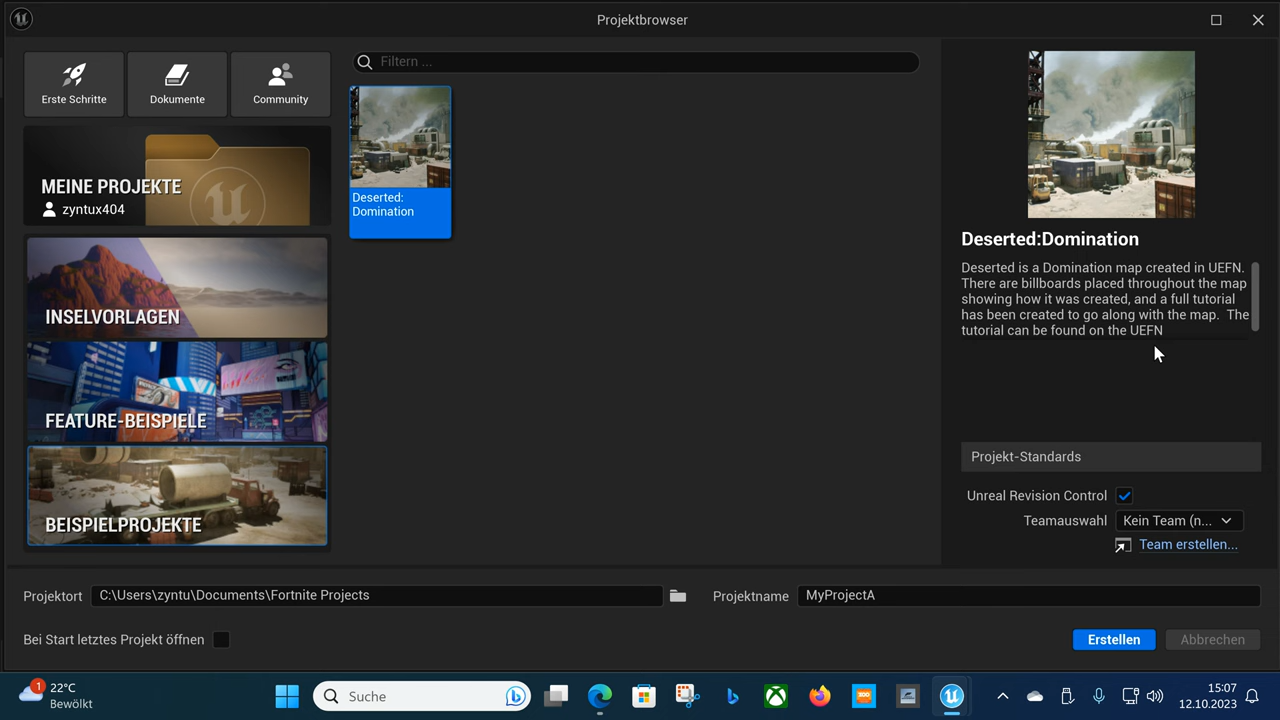 Projektbrowser
Erste Schritte
Dokumente
Community
MEINE PROJEKTE
zyntux404
INSELVORLAGEN
FEATURE-BEISPIELE
BEISPIELPROJEKTE
Filtern ...
Deserted:
Domination
Deserted:Domination
Deserted is a Domination map created in UEFN.
There are billboards placed throughout the map
showing how it was created, and a full tutorial
has been created to go along with the map. The
tutorial can be found on the UEFN
Projekt-Standards
Unreal Revision Control
Teamauswahl Kein Team (n...
Team erstellen...
Projektort C:\Users\zyntu\Documents\Fortnite Projects
Projektname MyProjectA
Bei Start letztes Projekt öffnen
Erstellen
Abbrechen
1
22°C
Bewölkt
Suche
15:07
12.10.2023